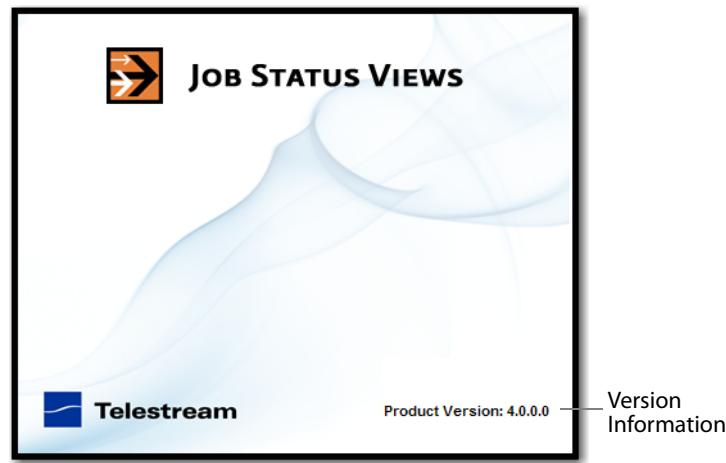 JOB STATUS VIEWS
Telestream
Product Version: 4.0.0.0
Version
Information